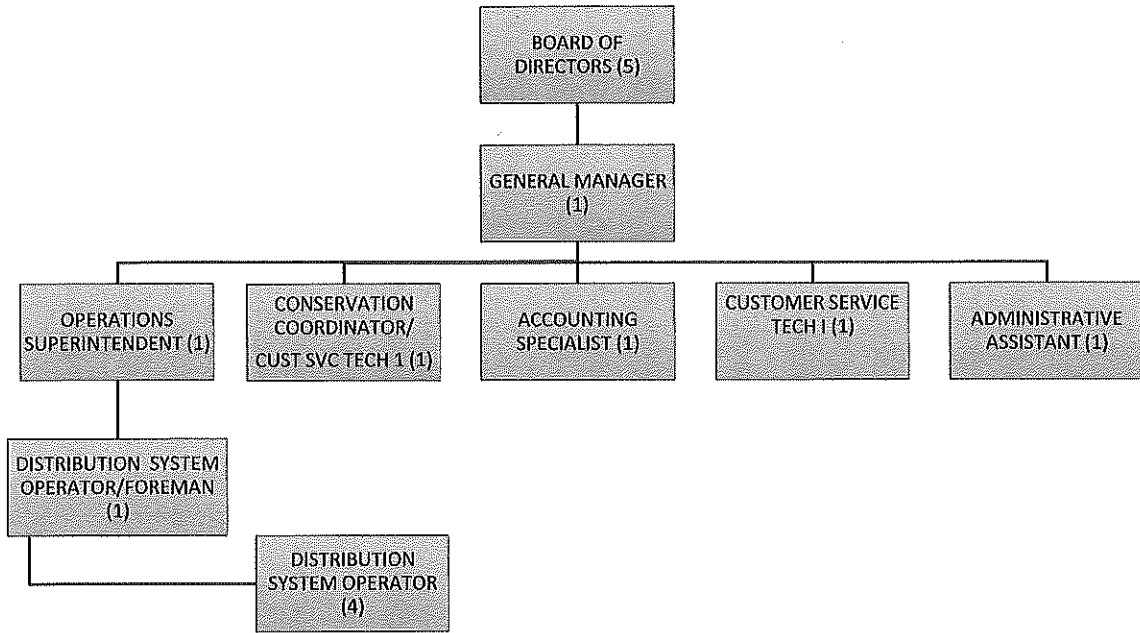 BOARD OF
DIRECTORS (5)
GENERAL MANAGER
(1)
OPERATIONS
SUPERINTENDENT (1)
CONSERVATION
COORDINATOR/
CUST SVC TECH 1 (1)
ACCOUNTING
SPECIALIST (1)
CUSTOMER SERVICE
TECH I (1)
ADMINISTRATIVE
ASSISTANT (1)
DISTRIBUTION SYSTEM
OPERATOR/FOREMAN
(1)
DISTRIBUTION
SYSTEM OPERATOR
(4)